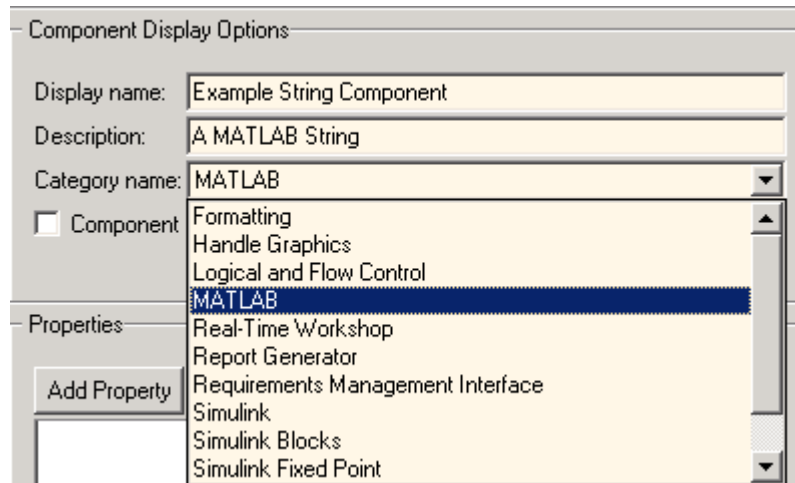 Component Display Options
Display name: Example String Component
Description: A MATLAB String
Category name: MATLAB
Component
Formatting
Handle Graphics
Logical and Flow Control
MATLAB
Properties
Real-Time Workshop
Report Generator
Add Property
Requirements Management Interface
Simulink
Simulink Blocks
Simulink Fixed Point